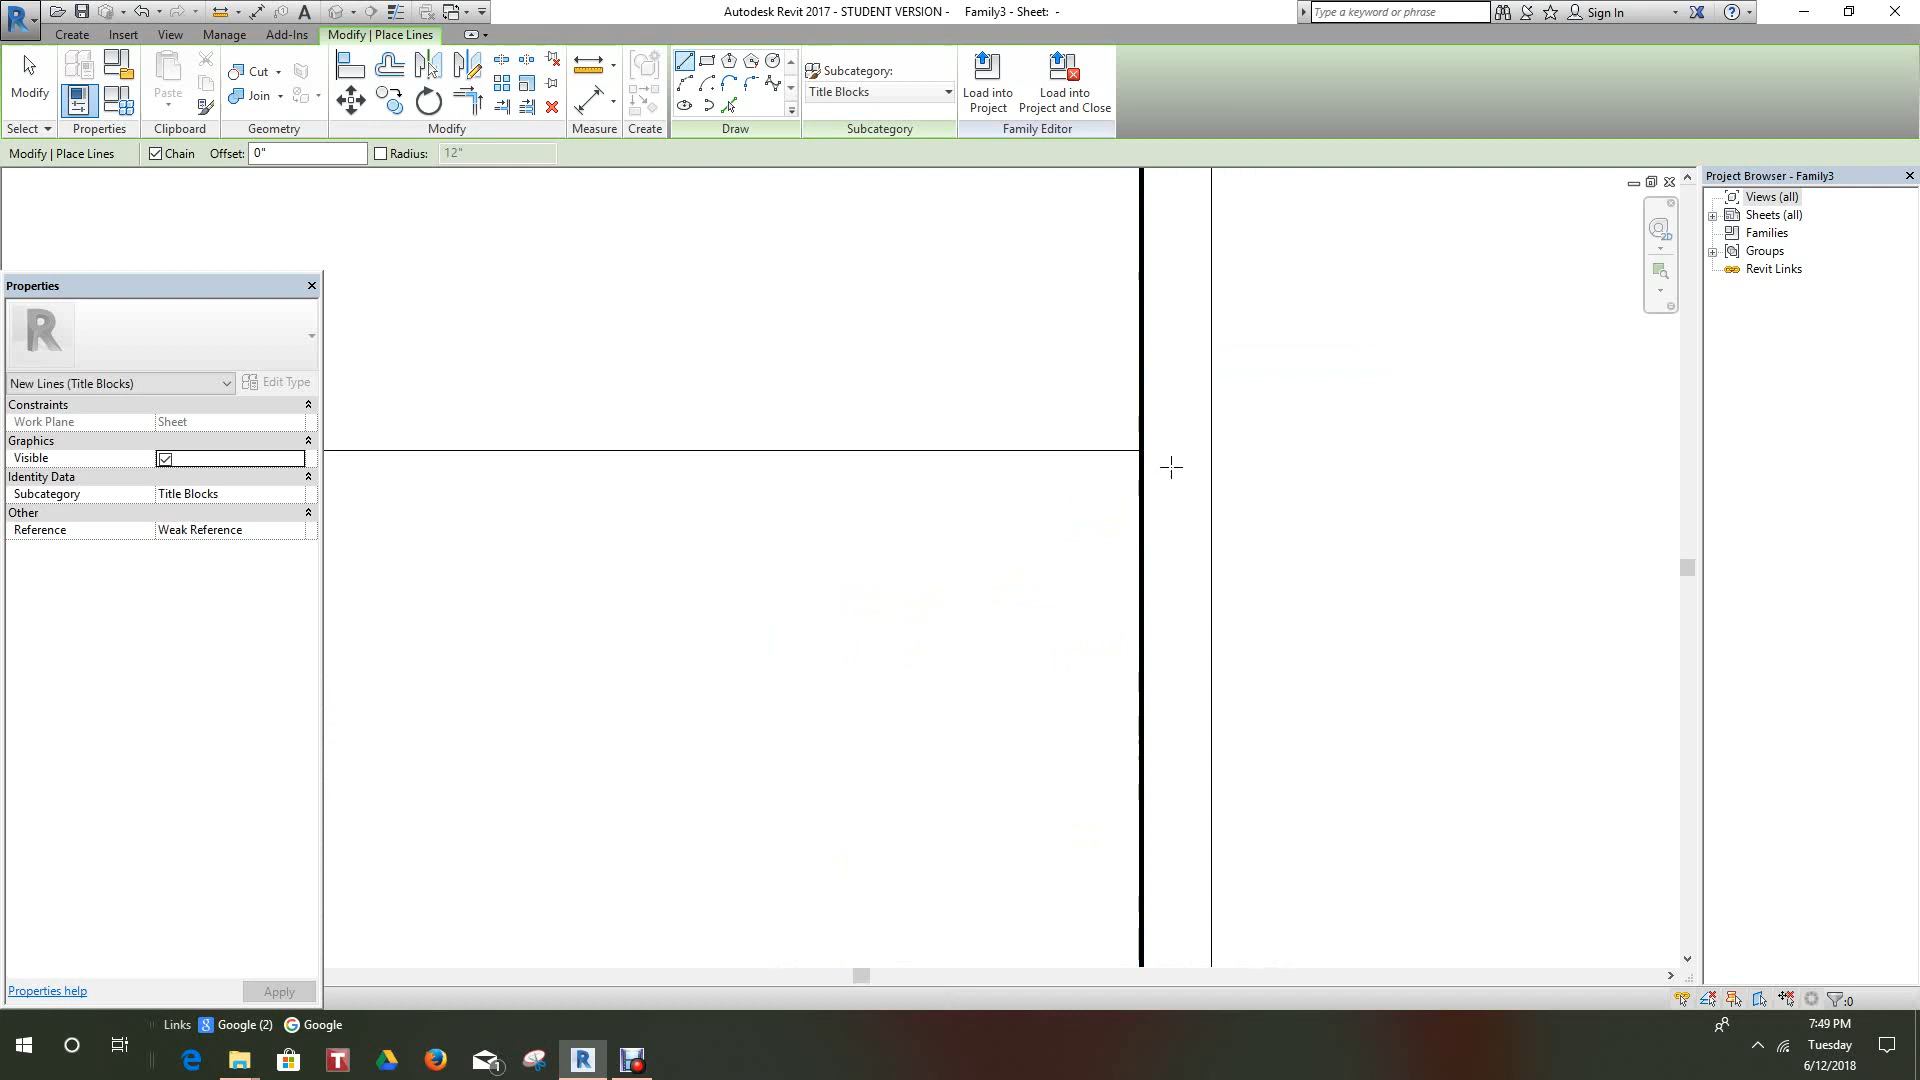 Autodesk Revit 2017 - STUDENT VERSION - Family3 - Sheet: -
Type a keyword or phrase
Sign In
Create Insert View Manage Add-Ins Modify | Place Lines
Modify
Paste
Cut
Join
Subcategory:
Title Blocks
Load into Project
Load into Project and Close
Select Properties Clipboard Geometry Modify Measure Create Draw Subcategory Family Editor
Modify | Place Lines Chain Offset: 0" Radius: 12"
Properties
R
New Lines (Title Blocks) Edit Type
Constraints
Work Plane Sheet
Graphics
Visible
Identity Data
Subcategory Title Blocks
Other
Reference Weak Reference
Properties help Apply
2D
Project Browser - Family3
Views (all)
Sheets (all)
Families
Groups
Revit Links
:0
Links Google (2) Google
7:49 PM
Tuesday
6/12/2018